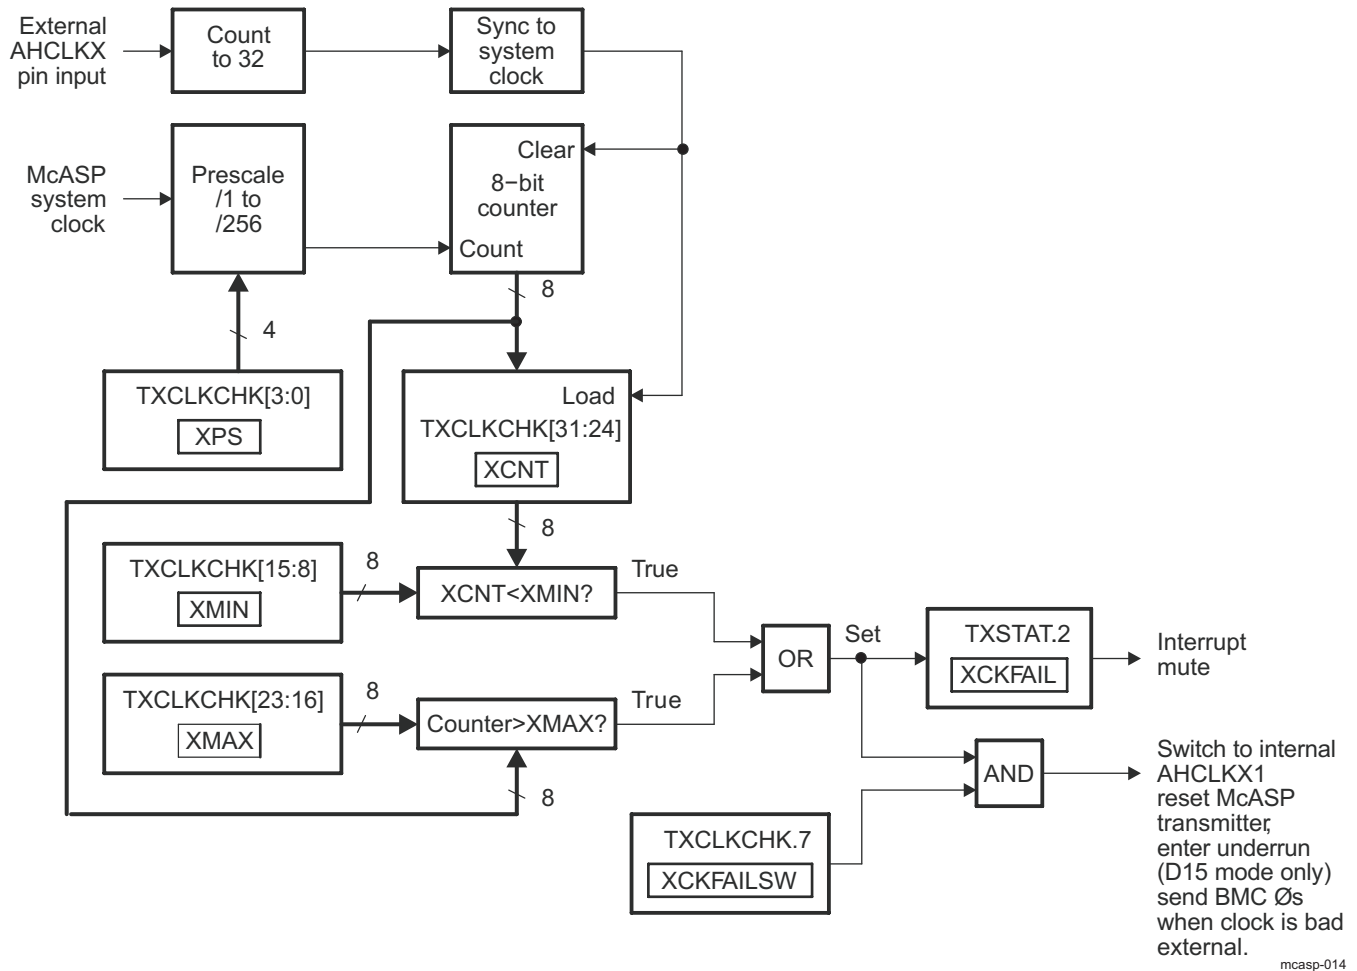 External
AHCLKX
pin input
Count
to 32
Sync to
system
clock
McASP
system
clock
Prescale
/1 to
/256
Clear
8−bit
counter
Count
8
4
TXCLKCHK[3:0]
XPS
Load
TXCLKCHK[31:24]
XCNT
8
TXCLKCHK[15:8]
XMIN
8
XCNT<XMIN?
True
TXCLKCHK[23:16]
XMAX
8
Counter>XMAX?
True
8
OR
Set
TXSTAT.2
XCKFAIL
Interrupt
mute
AND
TXCLKCHK.7
XCKFAILSW
Switch to internal
AHCLKX1
reset McASP
transmitter,
enter underrun
(D15 mode only)
send BMC Øs
when clock is bad
external.
mcasp-014